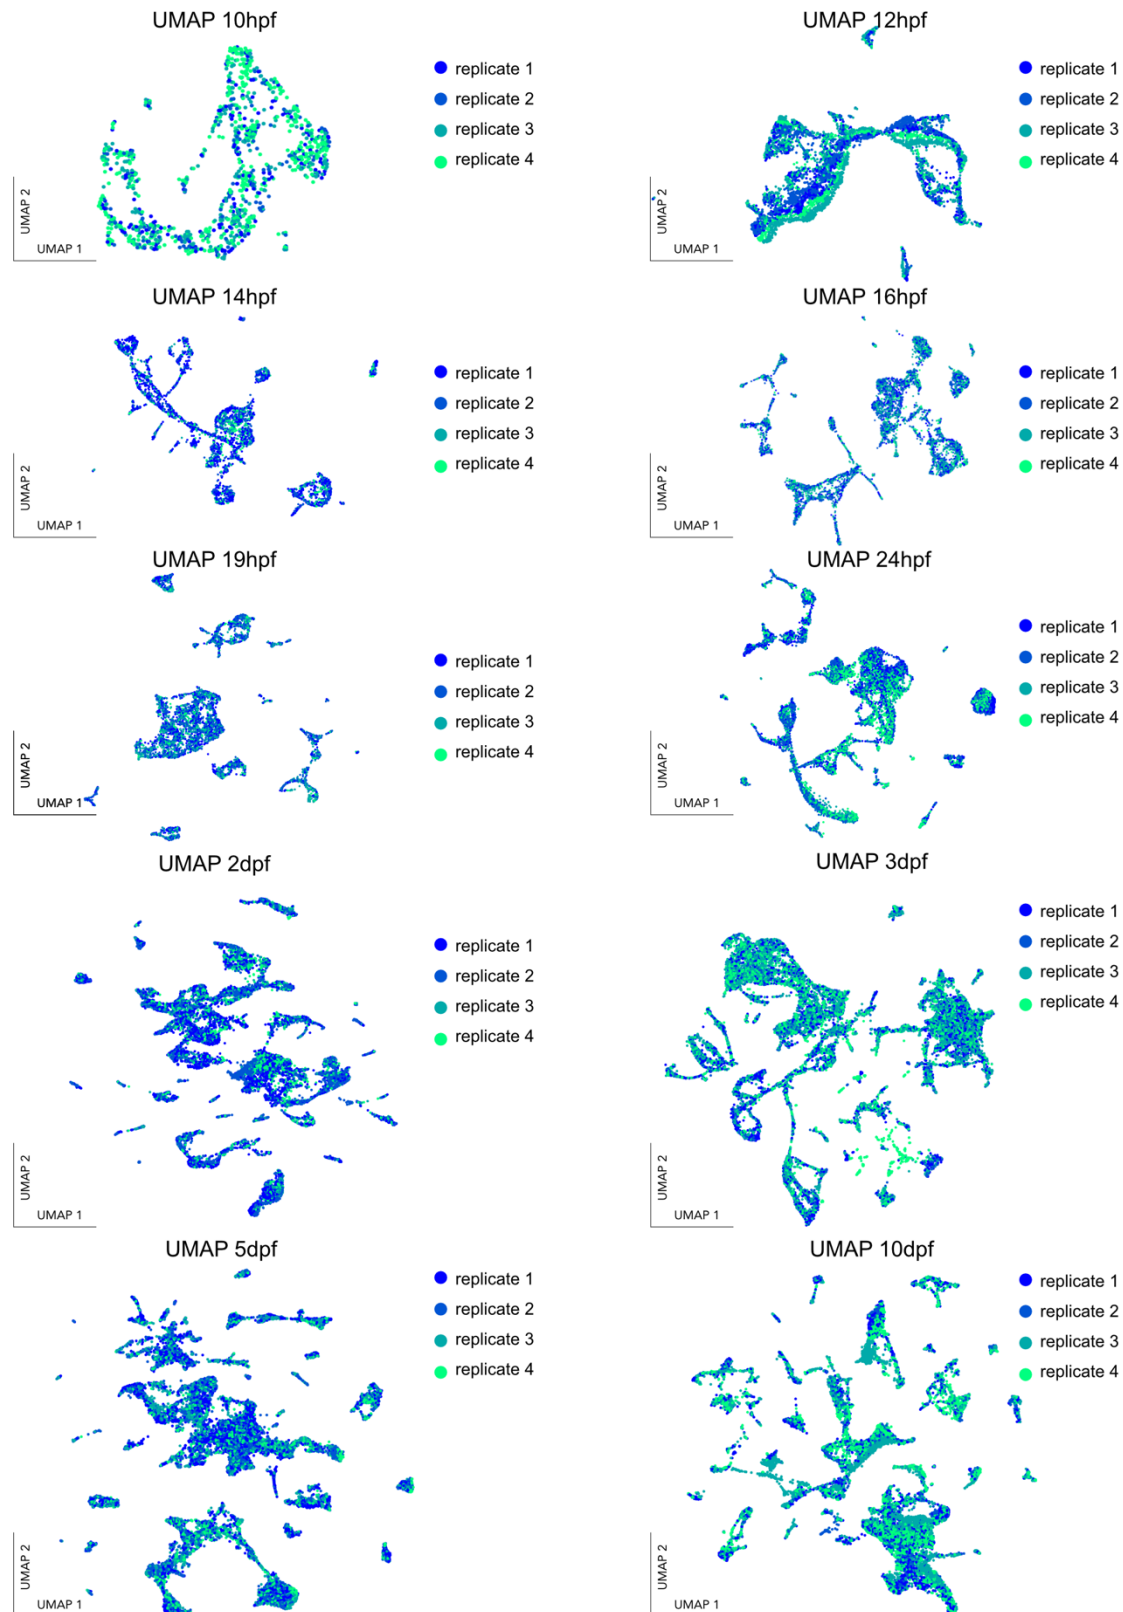 UMAP 10hpf
replicate 1
replicate 2
replicate 3
replicate 4
UMAP 2
UMAP 1
UMAP 12hpf
replicate 1
replicate 2
replicate 3
replicate 4
UMAP 2
UMAP 1
UMAP 14hpf
replicate 1
replicate 2
replicate 3
replicate 4
UMAP 2
UMAP 1
UMAP 16hpf
replicate 1
replicate 2
replicate 3
replicate 4
UMAP 2
UMAP 1
UMAP 19hpf
replicate 1
replicate 2
replicate 3
replicate 4
UMAP 2
UMAP 1
UMAP 24hpf
replicate 1
replicate 2
replicate 3
replicate 4
UMAP 2
UMAP 1
UMAP 2dpf
replicate 1
replicate 2
replicate 3
replicate 4
UMAP 2
UMAP 1
UMAP 3dpf
replicate 1
replicate 2
replicate 3
replicate 4
UMAP 2
UMAP 1
UMAP 5dpf
replicate 1
replicate 2
replicate 3
replicate 4
UMAP 2
UMAP 1
UMAP 10dpf
replicate 1
replicate 2
replicate 3
replicate 4
UMAP 2
UMAP 1